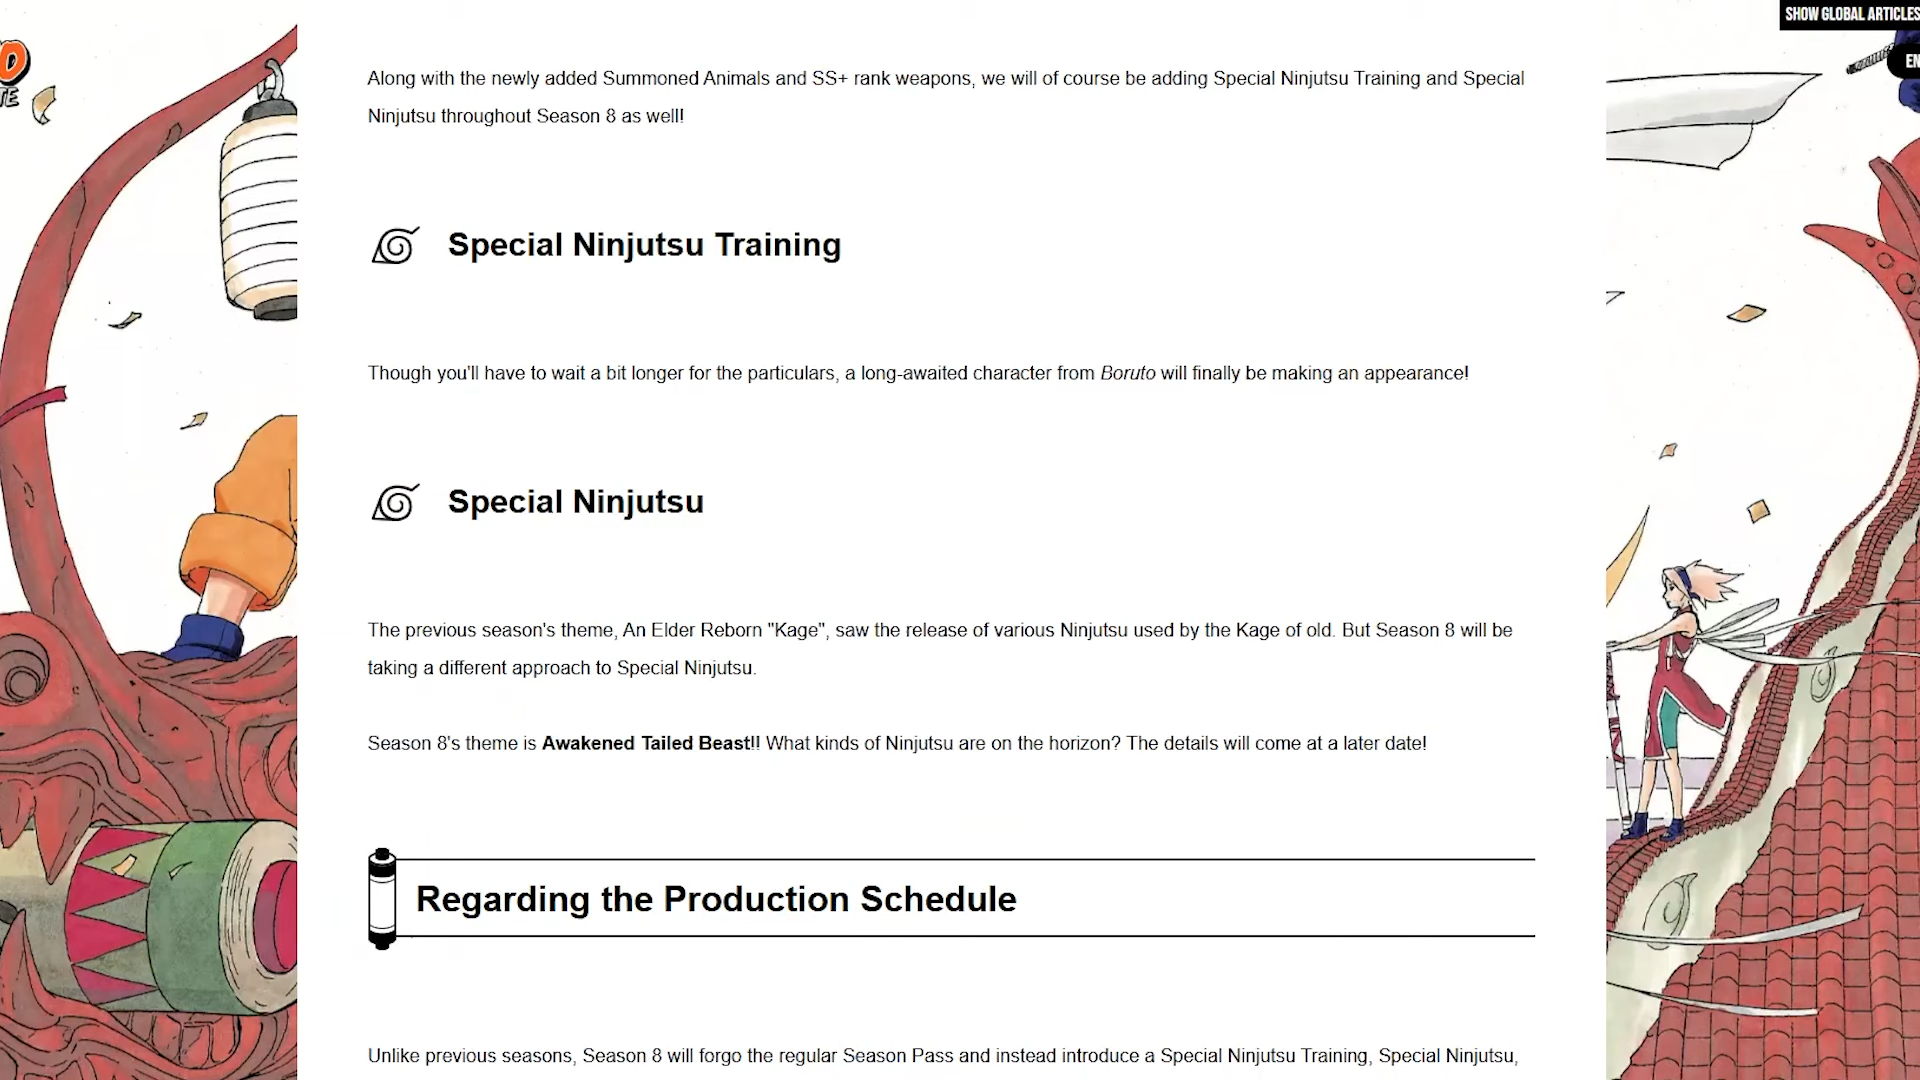 SHOW GLOBAL ARTICLES
EN
O
TE
Along with the newly added Summoned Animals and SS+ rank weapons, we will of course be adding Special Ninjutsu Training and Special
Ninjutsu throughout Season 8 as well!
Special Ninjutsu Training
Though you'll have to wait a bit longer for the particulars, a long-awaited character from Boruto will finally be making an appearance!
Special Ninjutsu
The previous season's theme, An Elder Reborn "Kage", saw the release of various Ninjutsu used by the Kage of old. But Season 8 will be
taking a different approach to Special Ninjutsu.
Season 8's theme is Awakened Tailed Beast!! What kinds of Ninjutsu are on the horizon? The details will come at a later date!
Regarding the Production Schedule
Unlike previous seasons, Season 8 will forgo the regular Season Pass and instead introduce a Special Ninjutsu Training, Special Ninjutsu,